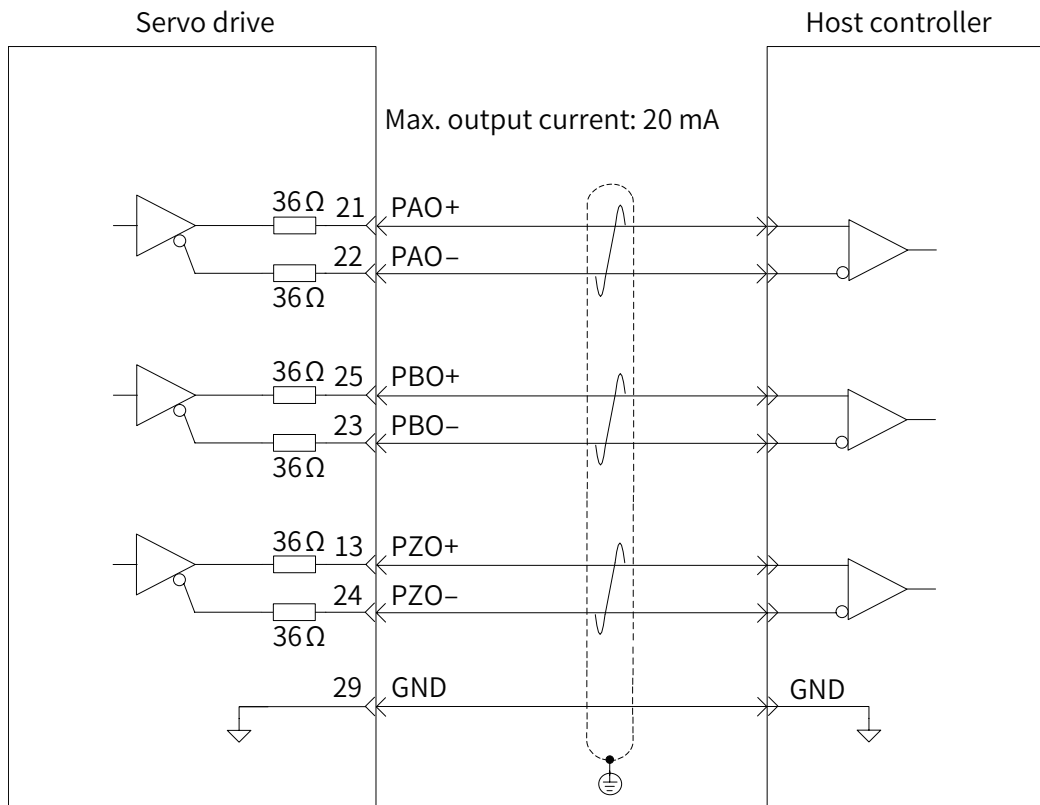 Servo drive
Host controller
Max. output current: 20 mA
36Ω 21 PAO+
22 PAO–
36Ω
36Ω 25 PBO+
23 PBO–
36Ω
36Ω 13 PZO+
24 PZO–
36Ω
29 GND
GND